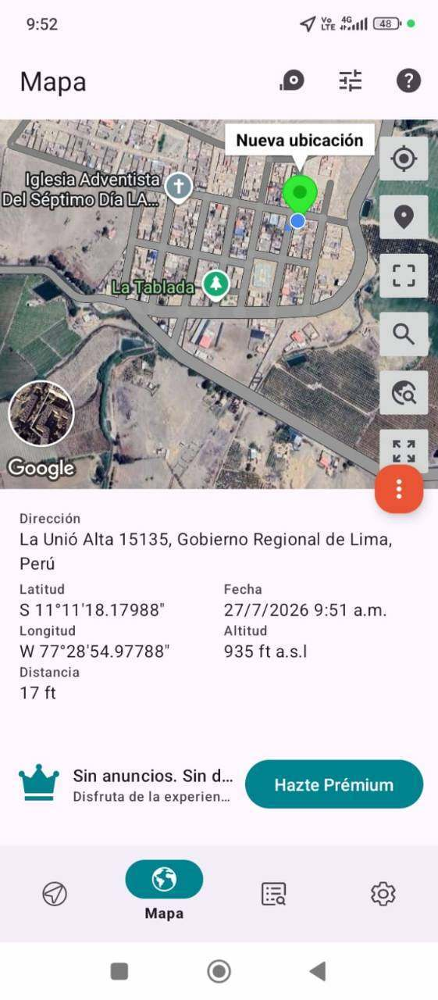 9:52
Vo LTE 4G 48
Mapa
Nueva ubicación
Iglesia Adventista
Del Séptimo Día LA...
La Tablada
Google
Dirección
La Unió Alta 15135, Gobierno Regional de Lima,
Perú
Latitud
S 11°11'18.17988"
Fecha
27/7/2026 9:51 a.m.
Longitud
W 77°28'54.97788"
Altitud
935 ft a.s.l
Distancia
17 ft
Sin anuncios. Sin d...
Disfruta de la experien...
Hazte Prémium
Mapa